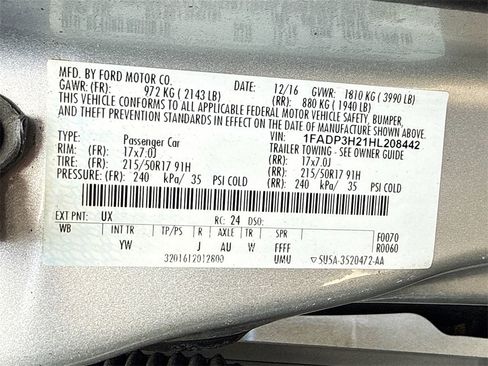 MFD. BY FORD MOTOR CO.
DATE: 12/16 GVWR: 1810 KG ( 3990 LB)
GAWR: (FR) 972 KG ( 2143 LB) (RR) 880 KG ( 1940 LB)
THIS VEHICLE CONFORMS TO ALL APPLICABLE FEDERAL MOTOR VEHICLE SAFETY, BUMPER,
AND THEFT PREVENTION STANDARDS IN EFFECT ON THE DATE OF MANUFACTURE SHOWN ABOVE.
VIN: 1FADP3H21HL208442
TYPE: Passenger Car TRAILER TOWING - SEE OWNER GUIDE
RIM: (FR) 17x7.0J (RR) 17x7.0J
TIRE: (FR) 215/50R17 91H (RR) 215/50R17 91H
PRESSURE: (FR) 240 kPa/ 35 PSI COLD (RR) 240 kPa/ 35 PSI COLD
EXT PNT: UX RC: 24 DSO:
WB INT TR TP/PS R AXLE TR SPR F0070
YW J AU W FFFF R0060
3201612012800 UMU ▽5U5A-3520472-AA